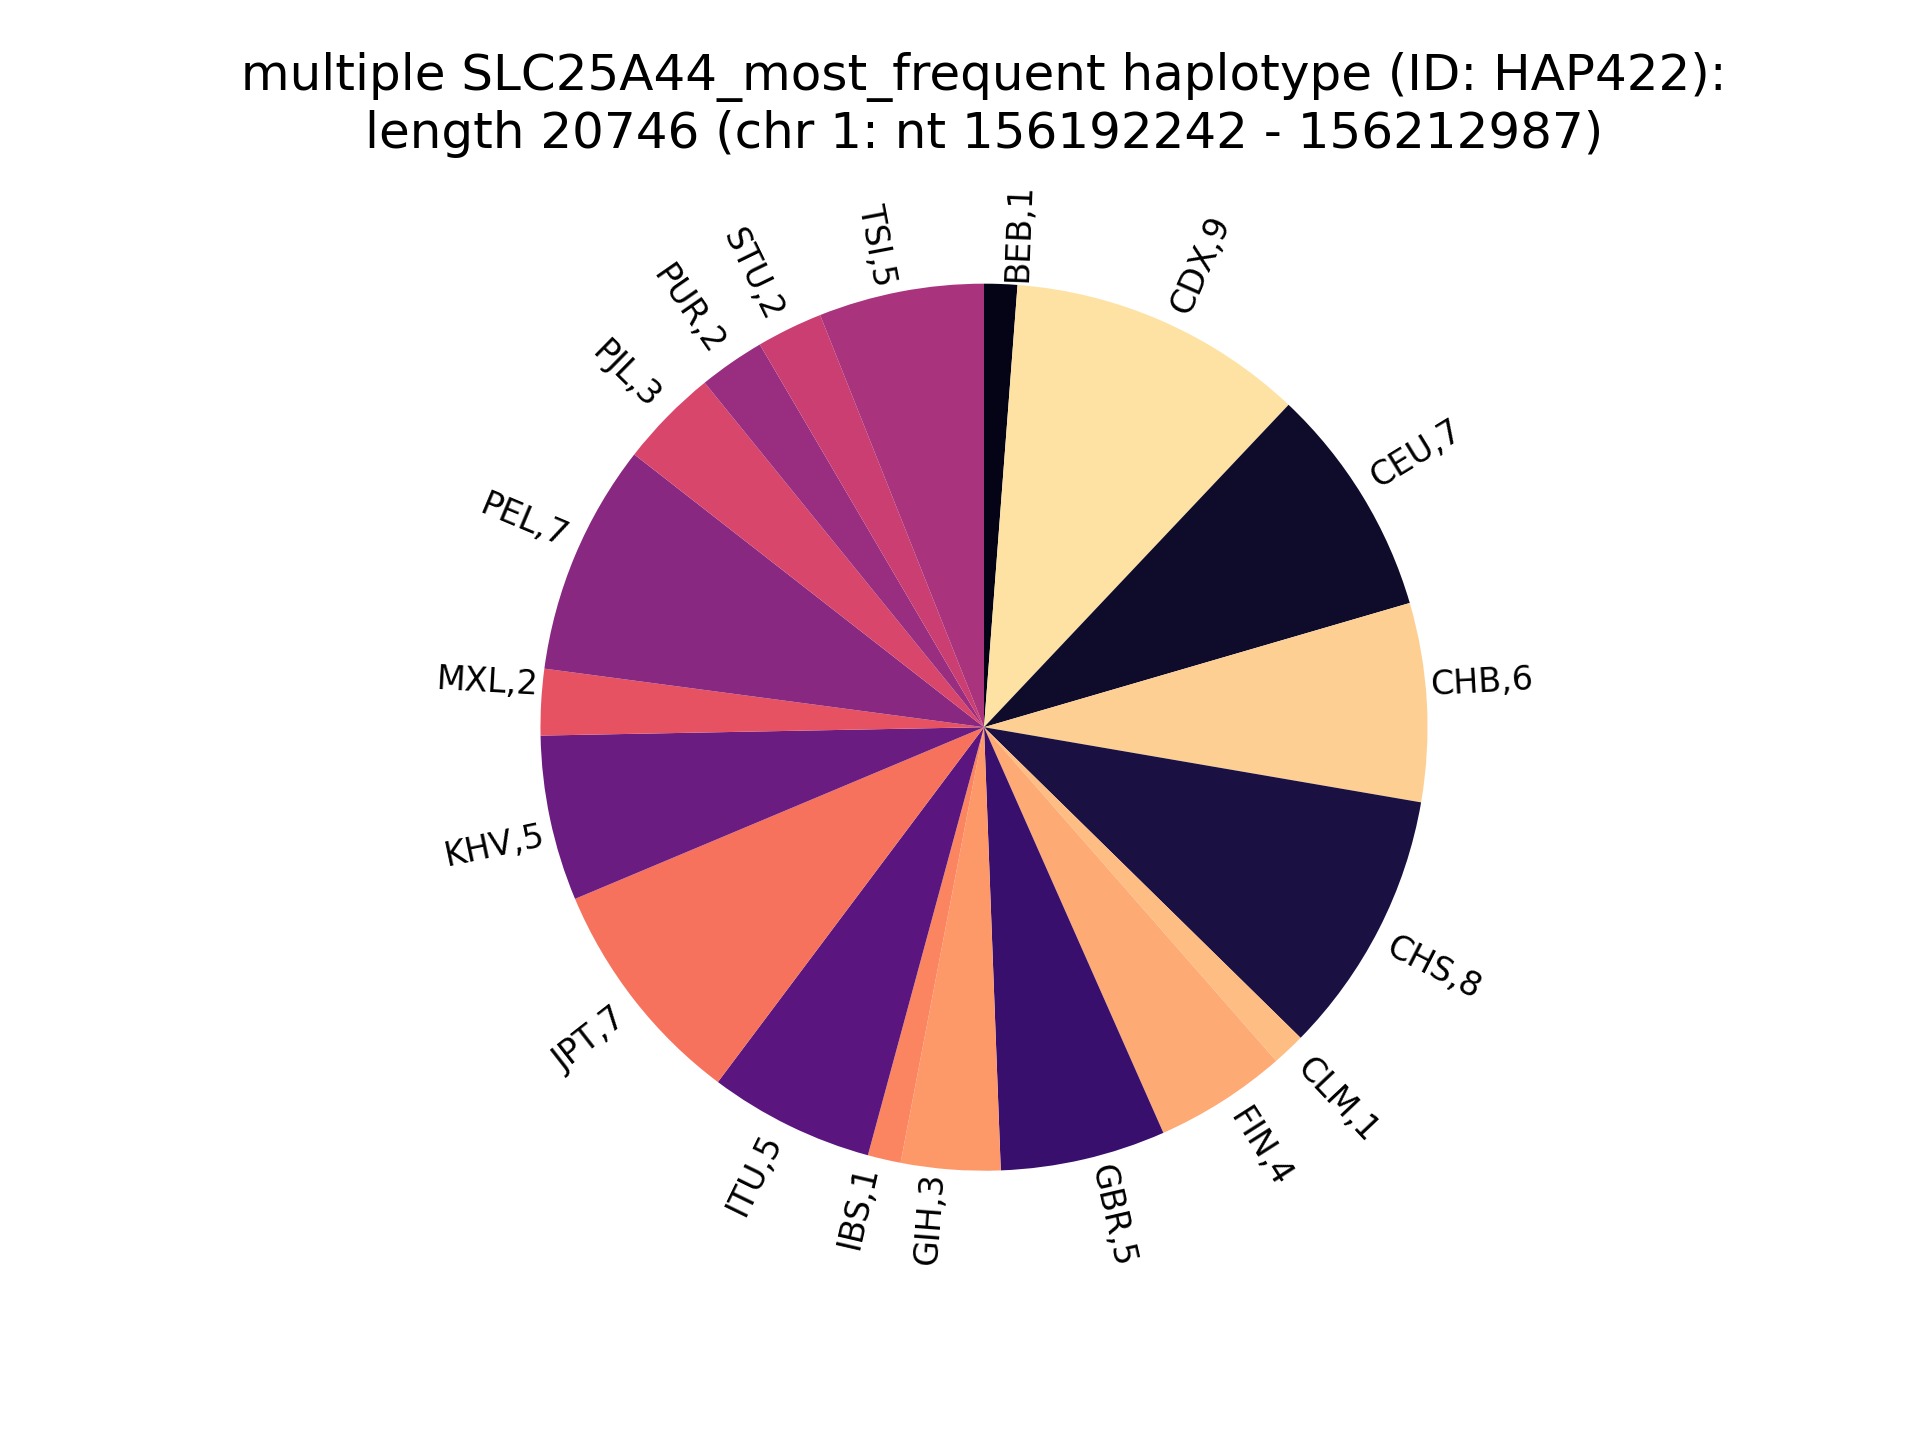 multiple SLC25A44_most_frequent haplotype (ID: HAP422):
length 20746 (chr 1: nt 156192242 - 156212987)
BEB,1
CDX,9
CEU,7
CHB,6
CHS,8
CLM,1
FIN,4
GBR,5
GIH,3
IBS,1
ITU,5
JPT,7
KHV,5
MXL,2
PEL,7
PJL,3
PUR,2
STU,2
TSI,5